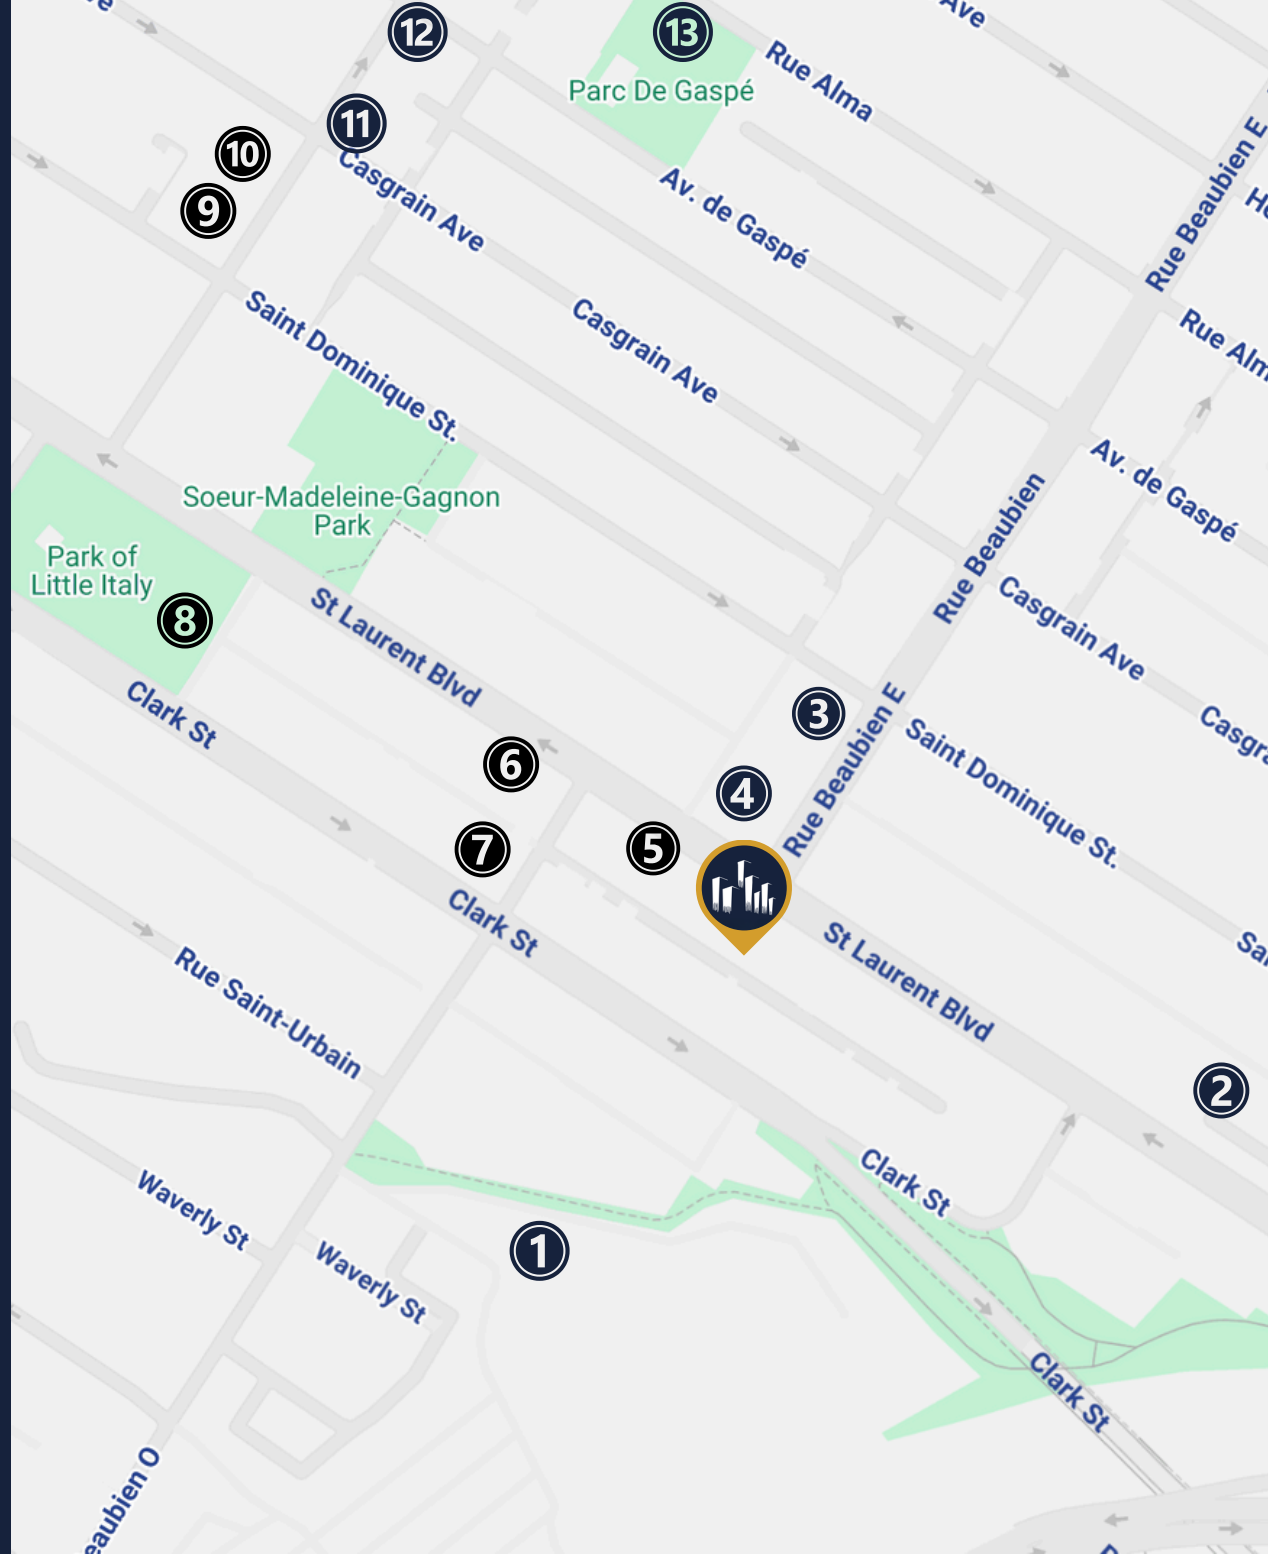 Ave
12
13
Rue Alma
Parc De Gaspé
11
10
Casgrain Ave
9
Av. de Gaspé
Rue Beaubien E
Saint Dominique St.
Casgrain Ave
Soeur-Madeleine-Gagnon
Park
Av. de Gaspé
Rue Beaubien
Park of
Little Italy
8
St Laurent Blvd
Casgrain Ave
Clark St
3
Rue Beaubien E
Saint Dominique St.
6
4
7
5
Clark St
St Laurent Blvd
Rue Saint-Urbain
2
Clark St
Waverly St
Waverly St
1
Clark St